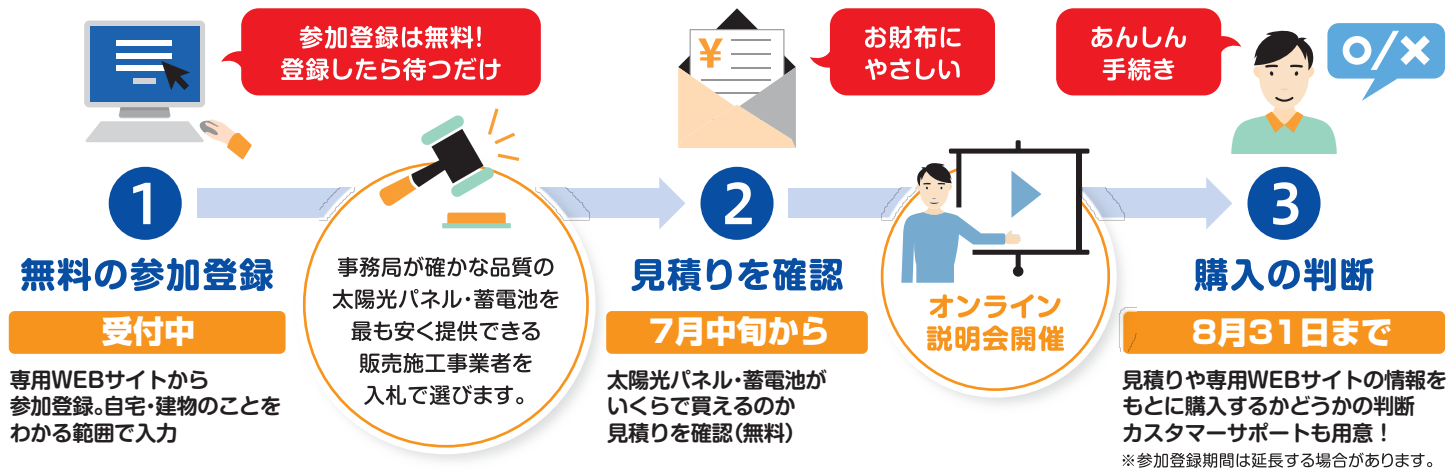 参加登録は無料!
登録したら待つだけ
1
無料の参加登録
受付中
専用WEBサイトから
参加登録。自宅・建物のことを
わかる範囲で入力
事務局が確かな品質の
太陽光パネル・蓄電池を
最も安く提供できる
販売施工事業者を
入札で選びます。
¥
お財布に
やさしい
2
見積りを確認
7月中旬から
太陽光パネル・蓄電池が
いくらで買えるのか
見積りを確認(無料)
オンライン
説明会開催
あんしん
手続き
○/×
3
購入の判断
8月31日まで
見積りや専用WEBサイトの情報を
もとに購入するかどうかの判断
カスタマーサポートも用意！
※参加登録期間は延長する場合があります。